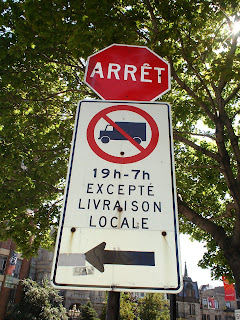 ARRÊT
19h-7h
EXCEPTÉ
LIVRAISON
LOCALE